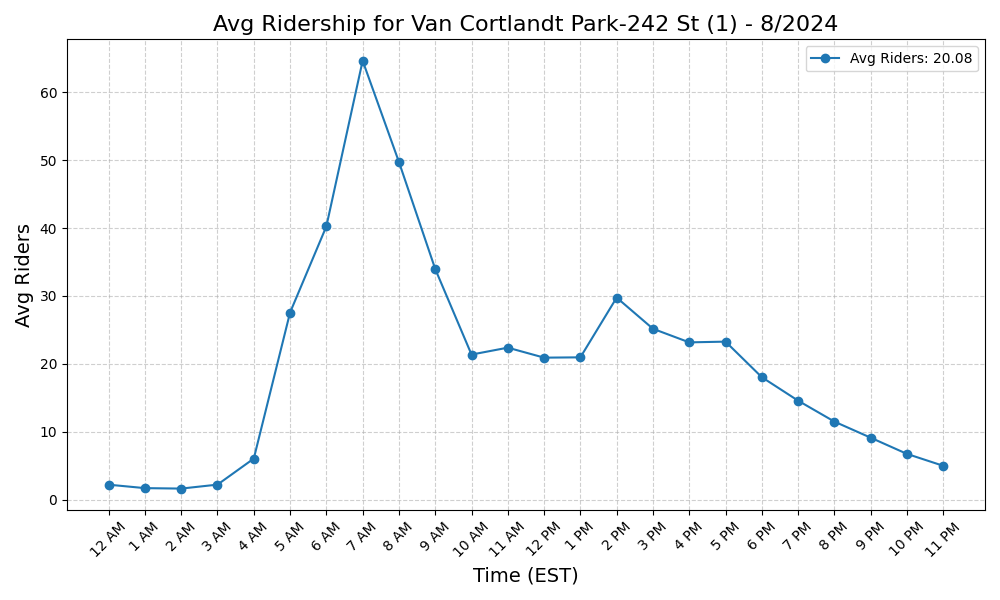 Avg Ridership for Van Cortlandt Park-242 St (1) - 8/2024
Avg Riders: 20.08
Avg Riders
60
50
40
30
20
10
0
12 AM
1 AM
2 AM
3 AM
4 AM
5 AM
6 AM
7 AM
8 AM
9 AM
10 AM
11 AM
12 PM
1 PM
2 PM
3 PM
4 PM
5 PM
6 PM
7 PM
8 PM
9 PM
10 PM
11 PM
Time (EST)